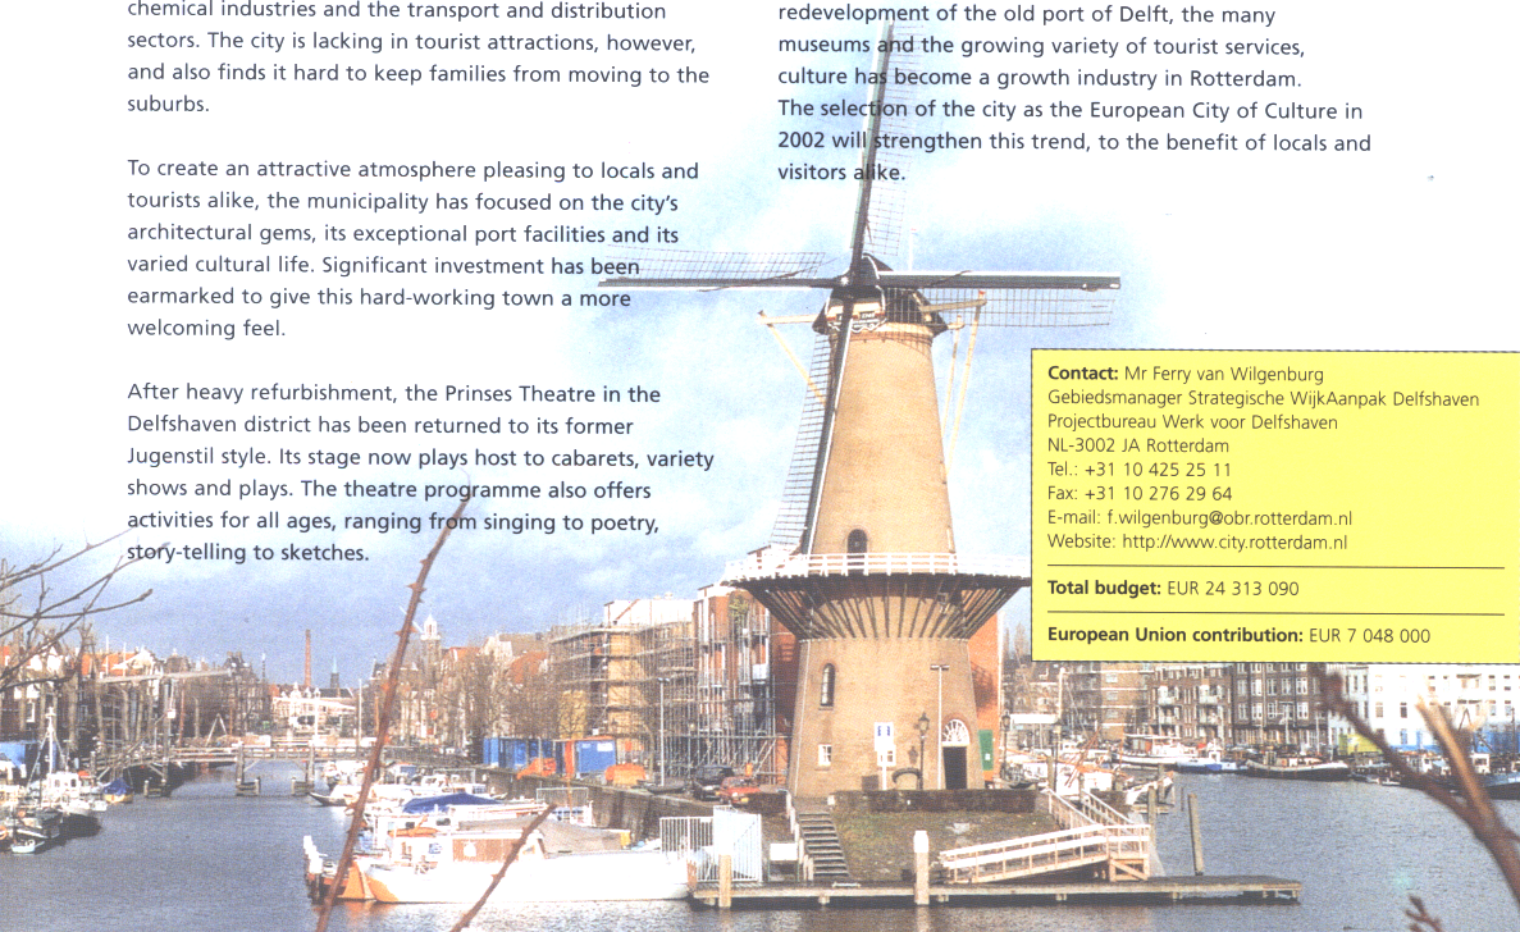 chemical industries and the transport and distribution
sectors. The city is lacking in tourist attractions, however,
and also finds it hard to keep families from moving to the
suburbs.
To create an attractive atmosphere pleasing to locals and
tourists alike, the municipality has focused on the city's
architectural gems, its exceptional port facilities and its
varied cultural life. Significant investment has been
earmarked to give this hard-working town a more
welcoming feel.
After heavy refurbishment, the Prinses Theatre in the
Delfshaven district has been returned to its former
Jugenstil style. Its stage now plays host to cabarets, variety
shows and plays. The theatre programme also offers
activities for all ages, ranging from singing to poetry,
story-telling to sketches.
redevelopment of the old port of Delft, the many
museums and the growing variety of tourist services,
culture has become a growth industry in Rotterdam.
The selection of the city as the European City of Culture in
2002 will strengthen this trend, to the benefit of locals and
visitors alike.
Contact: Mr Ferry van Wilgenburg
Gebiedsmanager Strategische WijkAanpak Delfshaven
Projectbureau Werk voor Delfshaven
NL-3002 JA Rotterdam
Tel.: +31 10 425 25 11
Fax: +31 10 276 29 64
E-mail: f.wilgenburg@obr.rotterdam.nl
Website: http://www.city.rotterdam.nl
Total budget: EUR 24 313 090
European Union contribution: EUR 7 048 000